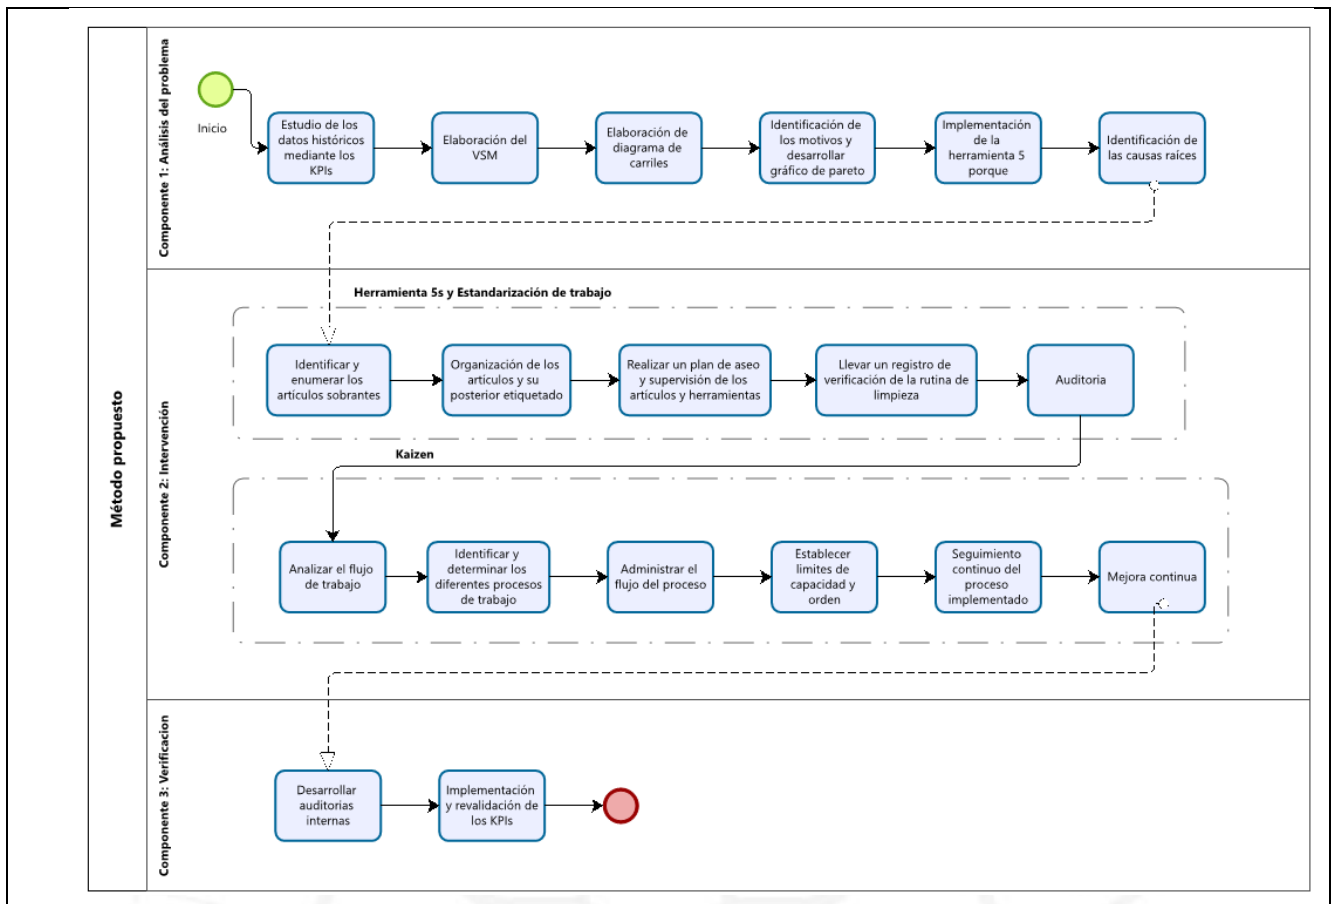 Método propuesto
Componente 1: Análisis del problema
Inicio
Estudio de los
datos históricos
mediante los
KPIs
Elaboración del
VSM
Elaboración de
diagrama de
carriles
Identificación de
los motivos y
desarrollar
gráfico de pareto
Implementación
de la
herramienta 5
porque
Identificación de
las causas raíces
Componente 2: Intervención
Herramienta 5s y Estandarización de trabajo
Identificar y
enumerar los
artículos sobrantes
Organización de los
artículos y su
posterior etiquetado
Realizar un plan de aseo
y supervisión de los
artículos y herramientas
Llevar un registro de
verificación de la rutina de
limpieza
Auditoria
Kaizen
Analizar el flujo
de trabajo
Identificar y
determinar los
diferentes procesos
de trabajo
Administrar el
flujo del proceso
Establecer
limites de
capacidad y
orden
Seguimiento
continuo del
proceso
implementado
Mejora continua
Componente 3: Verificacion
Desarrollar
auditorias
internas
Implementación
y revalidación de
los KPIs